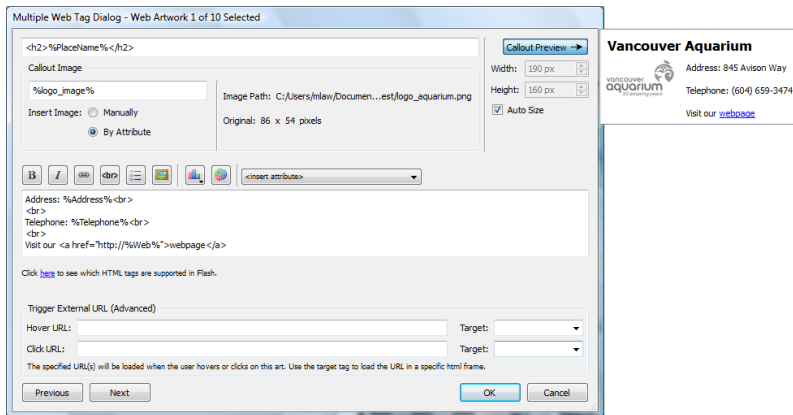 Multiple Web Tag Dialog - Web Artwork 1 of 10 Selected
<h2>%PlaceName%</h2>
Callout Preview
Callout Image
Width: 190 px
%logo_image%
Height: 160 px
Image Path: C:/Users/mlaw/Documen...est/logo_aquarium.png
Insert Image: Manually
Auto Size
Original: 86 x 54 pixels
By Attribute
Vancouver Aquarium
vancouver
aquarium
50 amazing years
Address: 845 Avison Way
Telephone: (604) 659-3474
Visit our webpage
B I <br> <insert attribute>
Address: %Address%<br>
<br>
Telephone: %Telephone%<br>
<br>
Visit our <a href="http://%Web%">webpage</a>
Click here to see which HTML tags are supported in Flash.
Trigger External URL (Advanced)
Hover URL: Target:
Click URL: Target:
The specified URL(s) will be loaded when the user hovers or clicks on this art. Use the target tag to load the URL in a specific html frame.
Previous Next OK Cancel